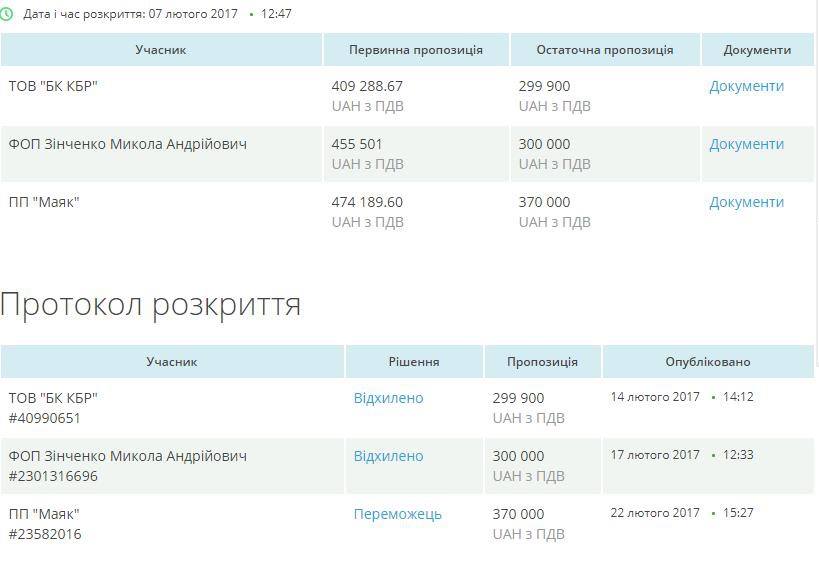 Дата і час розкриття: 07 лютого 2017 • 12:47
Учасник Первинна пропозиція Остаточна пропозиція Документи
ТОВ "БК КБР" 409 288.67 299 900 Документи
UAH з ПДВ UAH з ПДВ
ФОП Зінченко Микола Андрійович 455 501 300 000 Документи
UAH з ПДВ UAH з ПДВ
ПП "Маяк" 474 189.60 370 000 Документи
UAH з ПДВ UAH з ПДВ
Протокол розкриття
Учасник Рішення Пропозиція Опубліковано
ТОВ "БК КБР" Відхилено 299 900 14 лютого 2017 • 14:12
#40990651 UAH з ПДВ
ФОП Зінченко Микола Андрійович Відхилено 300 000 17 лютого 2017 • 12:33
#2301316696 UAH з ПДВ
ПП "Маяк" Переможець 370 000 22 лютого 2017 • 15:27
#23582016 UAH з ПДВ